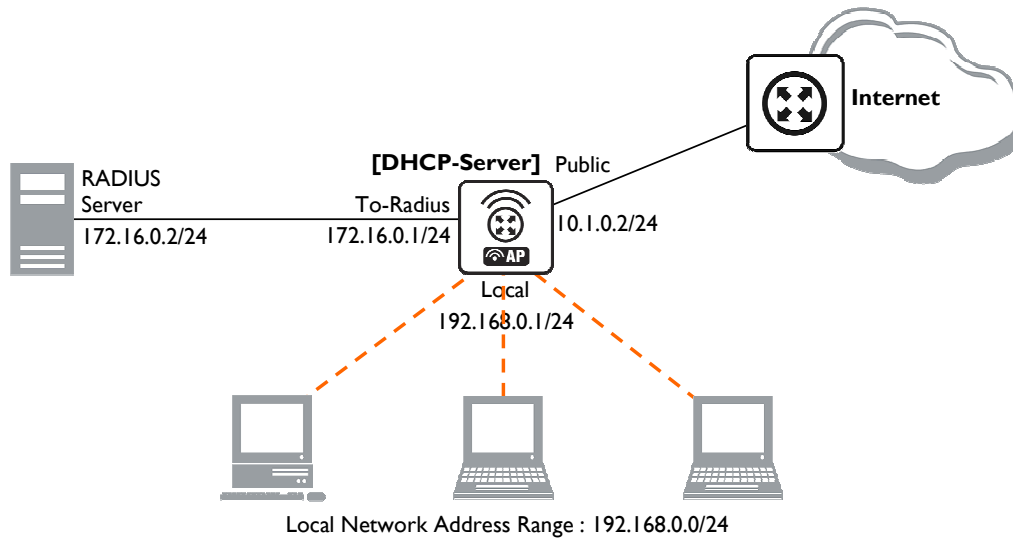 Internet
[DHCP-Server] Public
RADIUS
Server
172.16.0.2/24
To-Radius
172.16.0.1/24
10.1.0.2/24
AP
Local
192.168.0.1/24
Local Network Address Range : 192.168.0.0/24